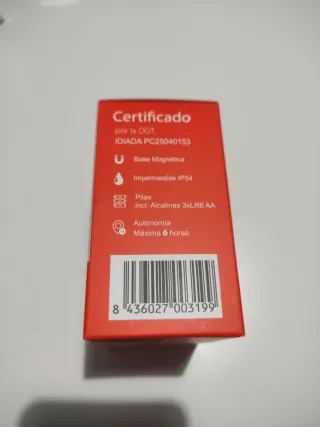 Certificado
por la DGT,
IDIADA PC25040153
Base Magnética
Impermeable IP54
Pilas
incl. Alcalinas 3xLR6 AA
Autonomía
Máxima 6 horas
8 436027 003199